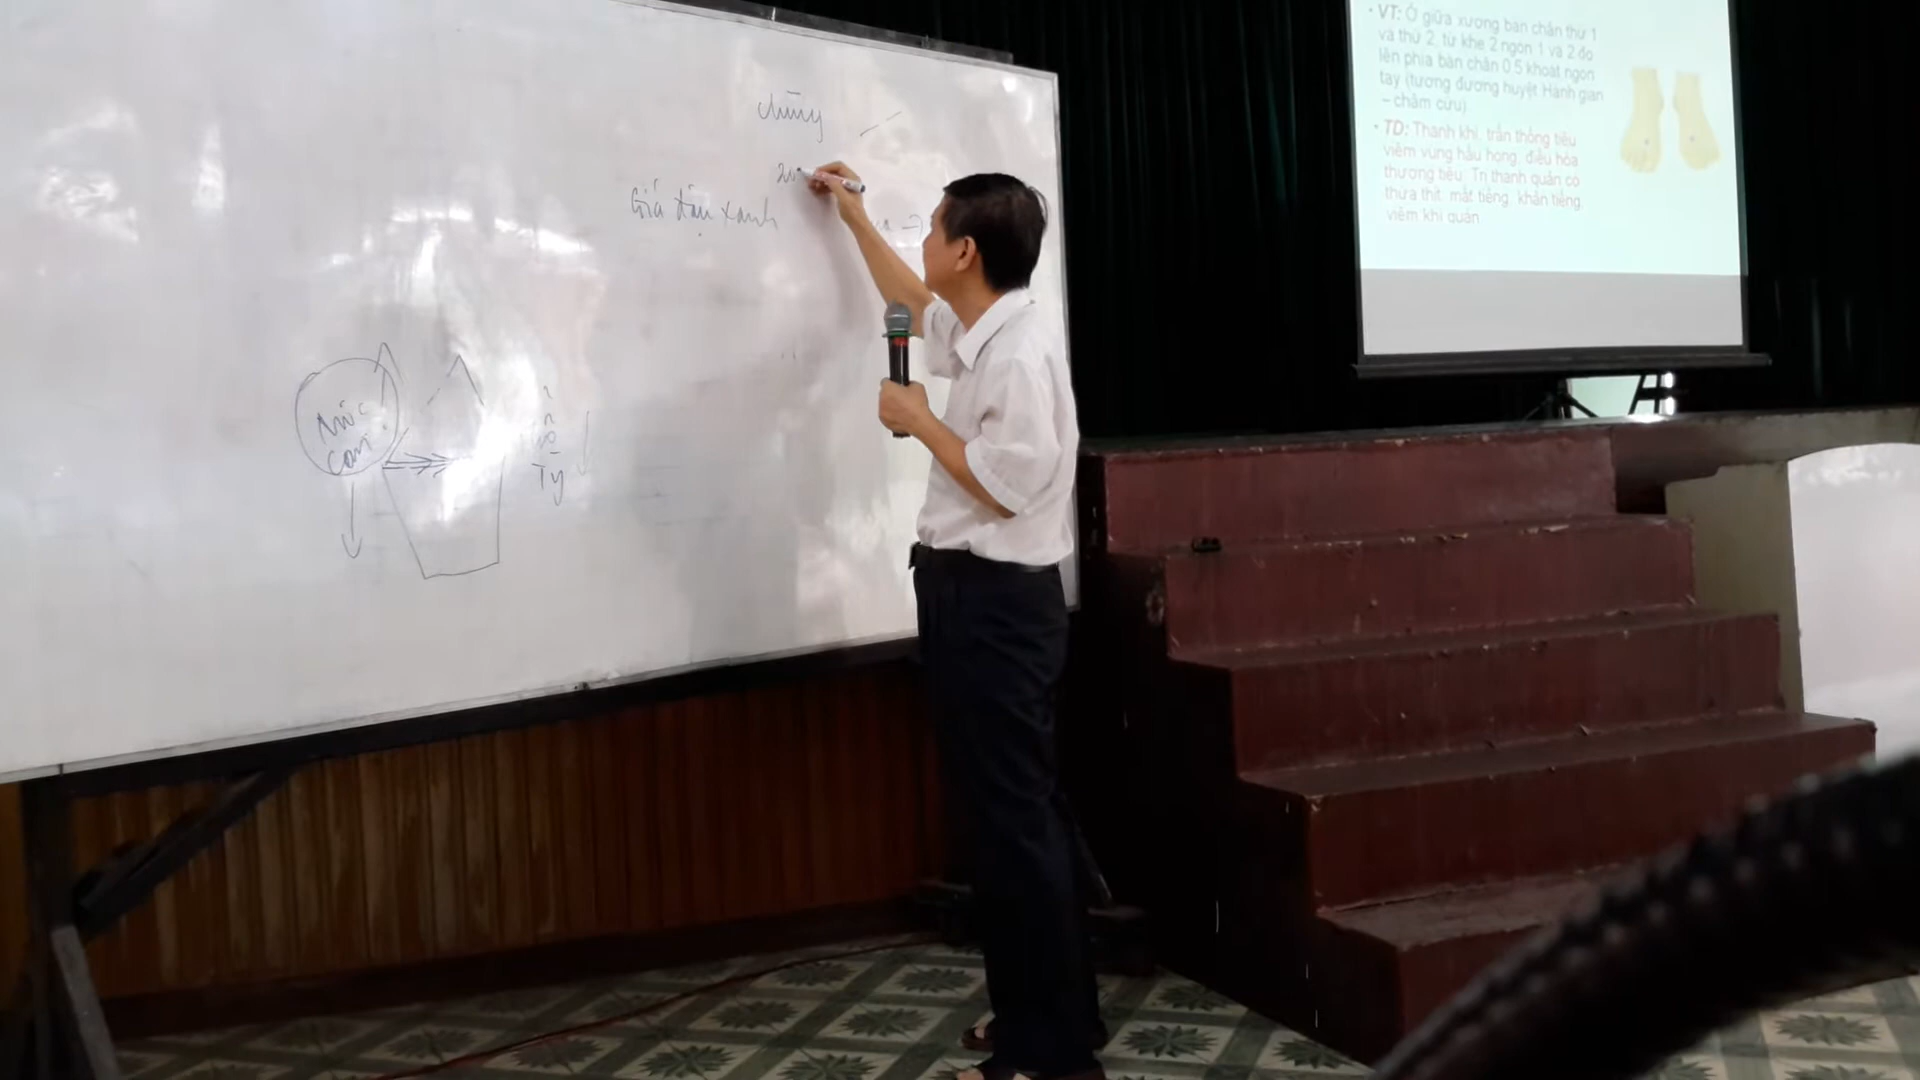 chùng
Giá đậu xanh
Tỳ
• VT: Ở giữa xương bàn chân thứ 1
và thứ 2, từ khe 2 ngón 1 và 2 đo
lên phía bàn chân 0.5 khoát ngón
tay (tương đương huyệt Hành gian
– châm cứu)
• TD: Thanh khí, trấn thống tiêu
viêm vùng hầu họng, điều hòa
thượng tiêu. Trị thanh quản có
thừa thịt, mất tiếng, khàn tiếng,
viêm khí quản